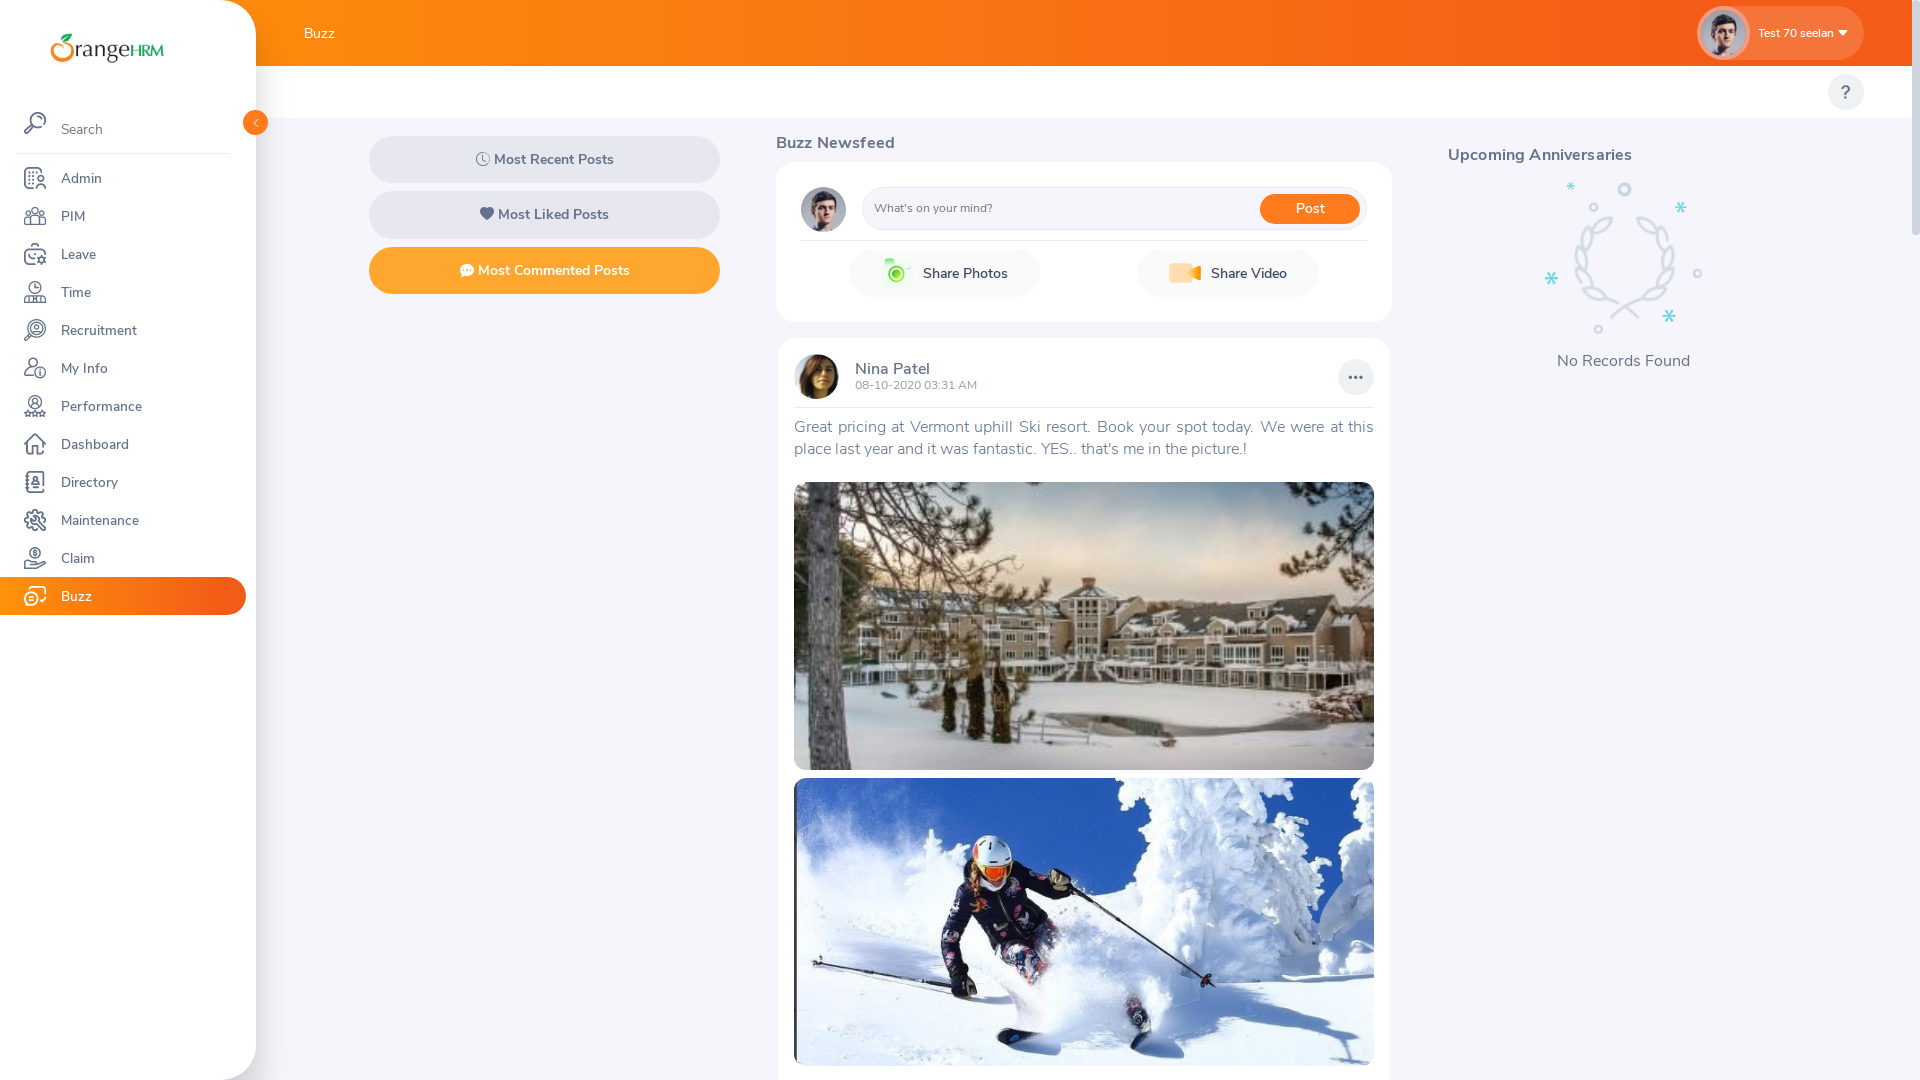 OrangeHRM
Search
Admin
PIM
Leave
Time
Recruitment
My Info
Performance
Dashboard
Directory
Maintenance
Claim
Buzz
Buzz
Test 70 seelan
?
Most Recent Posts
Most Liked Posts
Most Commented Posts
Buzz Newsfeed
What's on your mind?
Post
Share Photos
Share Video
Nina Patel
08-10-2020 03:31 AM
Great pricing at Vermont uphill Ski resort. Book your spot today. We were at this
place last year and it was fantastic. YES.. that's me in the picture.!
Upcoming Anniversaries
No Records Found